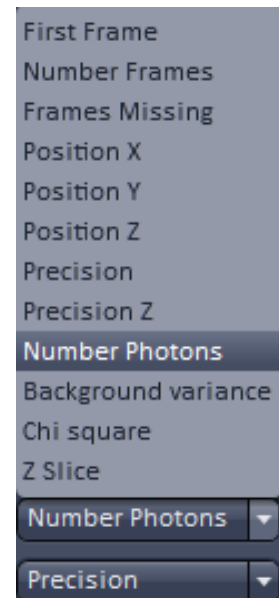 First Frame
Number Frames
Frames Missing
Position X
Position Y
Position Z
Precision
Precision Z
Number Photons
Background variance
Chi square
Z Slice
Number Photons
Precision